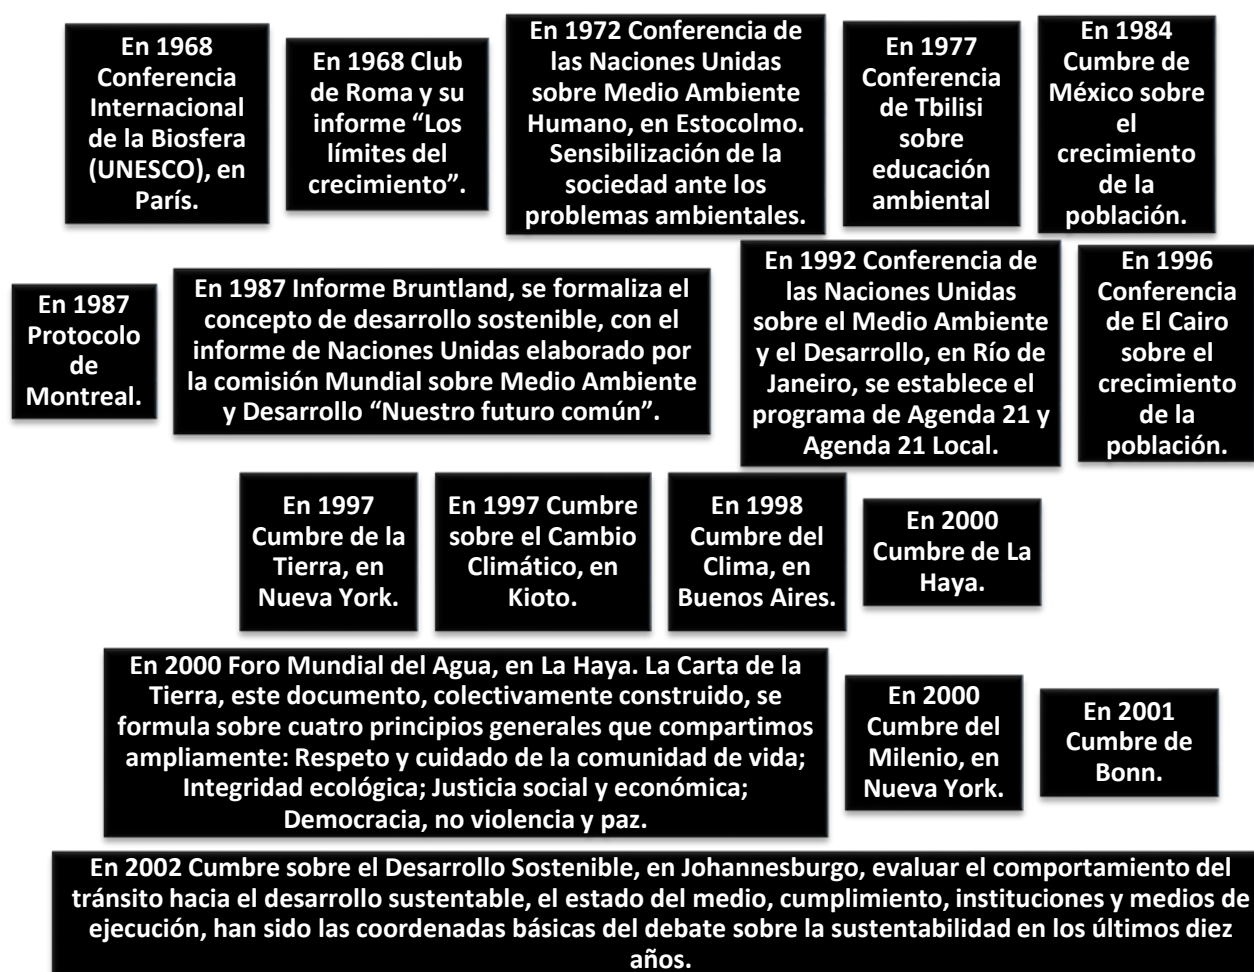 En 1968
Conferencia
Internacional
de la Biosfera
(UNESCO), en
París.
En 1968 Club
de Roma y su
informe “Los
límites del
crecimiento”.
En 1972 Conferencia de
las Naciones Unidas
sobre Medio Ambiente
Humano, en Estocolmo.
Sensibilización de la
sociedad ante los
problemas ambientales.
En 1977
Conferencia
de Tbilisi
sobre
educación
ambiental
En 1984
Cumbre de
México sobre
el
crecimiento
de la
población.
En 1987
Protocolo
de
Montreal.
En 1987 Informe Bruntland, se formaliza el
concepto de desarrollo sostenible, con el
informe de Naciones Unidas elaborado por
la comisión Mundial sobre Medio Ambiente
y Desarrollo “Nuestro futuro común”.
En 1992 Conferencia de
las Naciones Unidas
sobre el Medio Ambiente
y el Desarrollo, en Río de
Janeiro, se establece el
programa de Agenda 21 y
Agenda 21 Local.
En 1996
Conferencia
de El Cairo
sobre el
crecimiento
de la
población.
En 1997
Cumbre de la
Tierra, en
Nueva York.
En 1997 Cumbre
sobre el Cambio
Climático, en
Kioto.
En 1998
Cumbre del
Clima, en
Buenos Aires.
En 2000
Cumbre de La
Haya.
En 2000 Foro Mundial del Agua, en La Haya. La Carta de la
Tierra, este documento, colectivamente construido, se
formula sobre cuatro principios generales que compartimos
ampliamente: Respeto y cuidado de la comunidad de vida;
Integridad ecológica; Justicia social y económica;
Democracia, no violencia y paz.
En 2000
Cumbre del
Milenio, en
Nueva York.
En 2001
Cumbre de
Bonn.
En 2002 Cumbre sobre el Desarrollo Sostenible, en Johannesburgo, evaluar el comportamiento del
tránsito hacia el desarrollo sustentable, el estado del medio, cumplimiento, instituciones y medios de
ejecución, han sido las coordenadas básicas del debate sobre la sustentabilidad en los últimos diez
años.